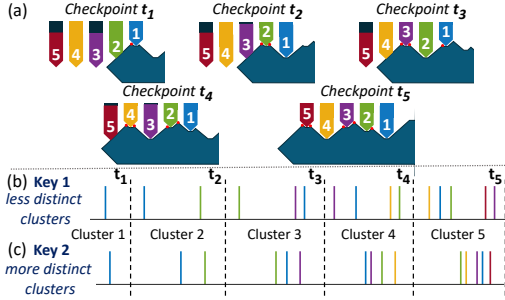 (a)
Checkpoint t1
Checkpoint t2
Checkpoint t3
5 4 3 2 1
5 4 3 2 1
5 4 3 2 1
Checkpoint t4
Checkpoint t5
5 4 3 2 1
5 4 3 2 1
(b) Key 1
less distinct
clusters
t1 t2 t3 t4 t5
Cluster 1 Cluster 2 Cluster 3 Cluster 4 Cluster 5
(c) Key 2
more distinct
clusters